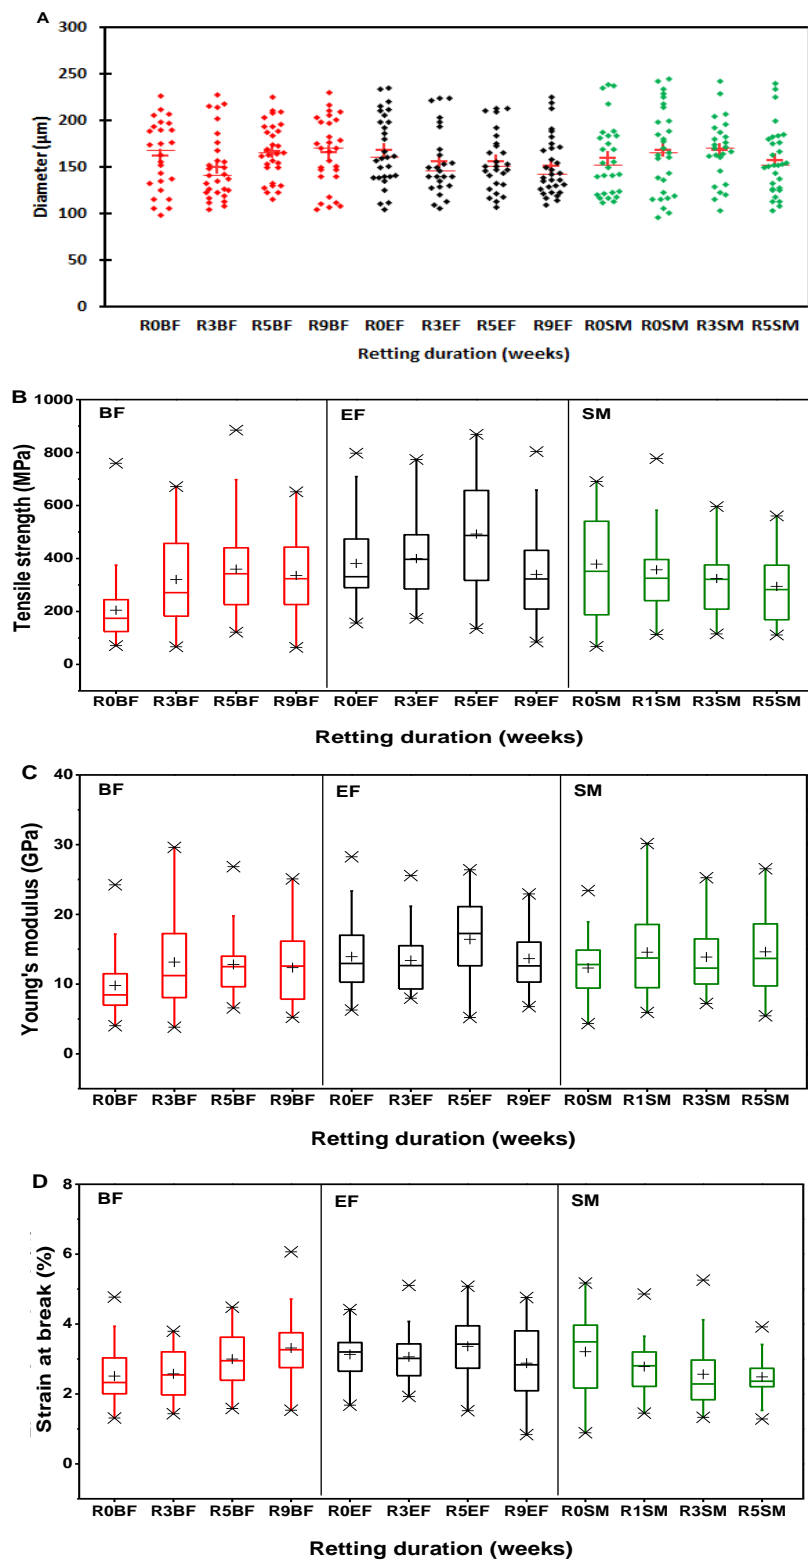 A
300
250
200
150
100
50
0
Diameter (µm)
R0BF R3BF R5BF R9BF R0EF R3EF R5EF R9EF R0SM R0SM R3SM R5SM
Retting duration (weeks)
B
BF EF SM
1000
800
600
400
200
0
Tensile strength (MPa)
R0BF R3BF R5BF R9BF R0EF R3EF R5EF R9EF R0SM R1SM R3SM R5SM
Retting duration (weeks)
C
BF EF SM
40
30
20
10
0
Young's modulus (GPa)
R0BF R3BF R5BF R9BF R0EF R3EF R5EF R9EF R0SM R1SM R3SM R5SM
Retting duration (weeks)
D
BF EF SM
8
6
4
2
0
Strain at break (%)
R0BF R3BF R5BF R9BF R0EF R3EF R5EF R9EF R0SM R1SM R3SM R5SM
Retting duration (weeks)